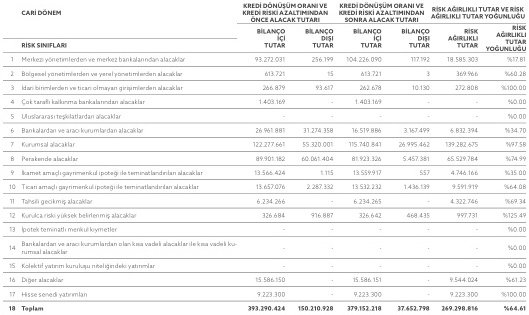 CARİ DÖNEM
KREDİ DÖNÜŞÜM ORANI VE KREDİ RİSKİ AZALTIMINDAN ÖNCE ALACAK TUTARI
KREDİ DÖNÜŞÜM ORANI VE KREDİ RİSKİ AZALTIMINDAN SONRA ALACAK TUTARI
RİSK AĞIRLIKLI TUTAR VE RİSK AĞIRLIKLI TUTAR YOĞUNLUĞU
RİSK SINIFLARI BİLANÇO İÇİ TUTAR BİLANÇO DIŞI TUTAR BİLANÇO İÇİ TUTAR BİLANÇO DIŞI TUTAR RİSK AĞIRLIKLI TUTAR RİSK AĞIRLIKLI TUTAR YOĞUNLUĞU
1 Merkezi yönetimlerden ve merkez bankalarından alacaklar 93.272.031 256.199 104.226.090 117.192 18.585.303 %17.81
2 Bölgesel yönetimlerden ve yerel yönetimlerden alacaklar 613.721 15 613.721 3 369.966 %60.28
3 İdari birimlerden ve ticari olmayan girişimlerden alacaklar 266.879 93.617 262.678 10.130 272.808 %100.00
4 Çok taraflı kalkınma bankalarından alacaklar 1.403.169 - 1.403.169 - - %0.00
5 Uluslararası teşkilatlardan alacaklar - - - - - %0.00
6 Bankalardan ve aracı kurumlardan alacaklar 26.961.881 31.274.358 16.519.886 3.167.499 6.832.394 %34.70
7 Kurumsal alacaklar 122.277.661 55.320.001 115.740.841 26.995.462 139.282.675 %97.58
8 Perakende alacaklar 89.901.182 60.061.404 81.923.326 5.457.381 65.529.784 %74.99
9 İkamet amaçlı gayrimenkul ipoteği ile teminatlandırılan alacaklar 13.566.424 1.115 13.559.917 557 4.746.166 %35.00
10 Ticari amaçlı gayrimenkul ipoteği ile teminatlandırılan alacaklar 13.657.076 2.287.332 13.532.232 1.436.139 9.591.919 %64.08
11 Tahsili gecikmiş alacaklar 6.234.266 - 6.234.265 - 4.322.746 %69.34
12 Kurulca riski yüksek belirlenmiş alacaklar 326.684 916.887 326.642 468.435 997.731 %125.49
13 İpotek teminatlı menkul kıymetler - - - - - %0.00
14 Bankalardan ve aracı kurumlardan olan kısa vadeli alacaklar ile kısa vadeli ku-
rumsal alacaklar - - - - - %0.00
15 Kolektif yatırım kuruluşu niteliğindeki yatırımlar - - - - - %0.00
16 Diğer alacaklar 15.586.150 - 15.586.151 - 9.544.024 %61.23
17 Hisse senedi yatırımları 9.223.300 - 9.223.300 - 9.223.300 %100.00
18 Toplam 393.290.424 150.210.928 379.152.218 37.652.798 269.298.816 %64.61